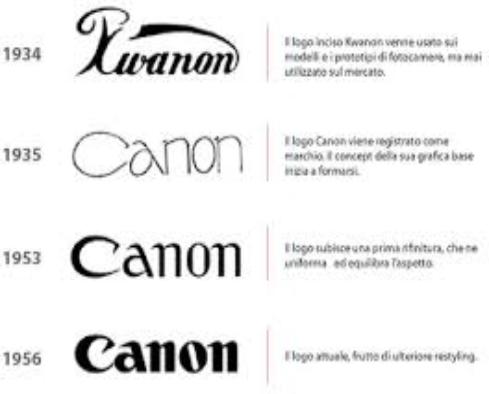 1934
Kwanon
Il logo inciso Kwanon venne usato sui
modelli e i prototipi di fotocamere, ma mai
utilizzato sul mercato.
1935
Canon
Il logo Canon viene registrato come
marchio. Il concept della sua grafica base
inizia a formarsi.
1953
Canon
Il logo subisce una prima rifinitura, che ne
uniforma ed equilibra l'aspetto.
1956
Canon
Il logo attuale, frutto di ulteriore restyling.